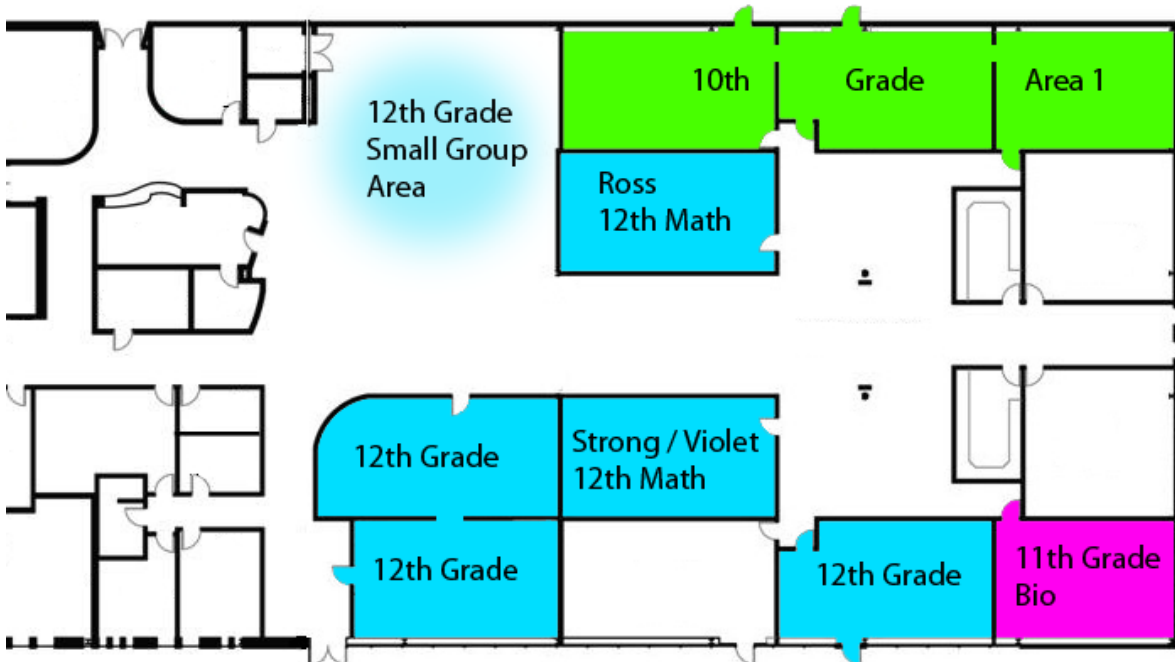 10th Grade Area 1
12th Grade
Small Group
Area
Ross
12th Math
12th Grade
Strong / Violet
12th Math
12th Grade
12th Grade
11th Grade
Bio